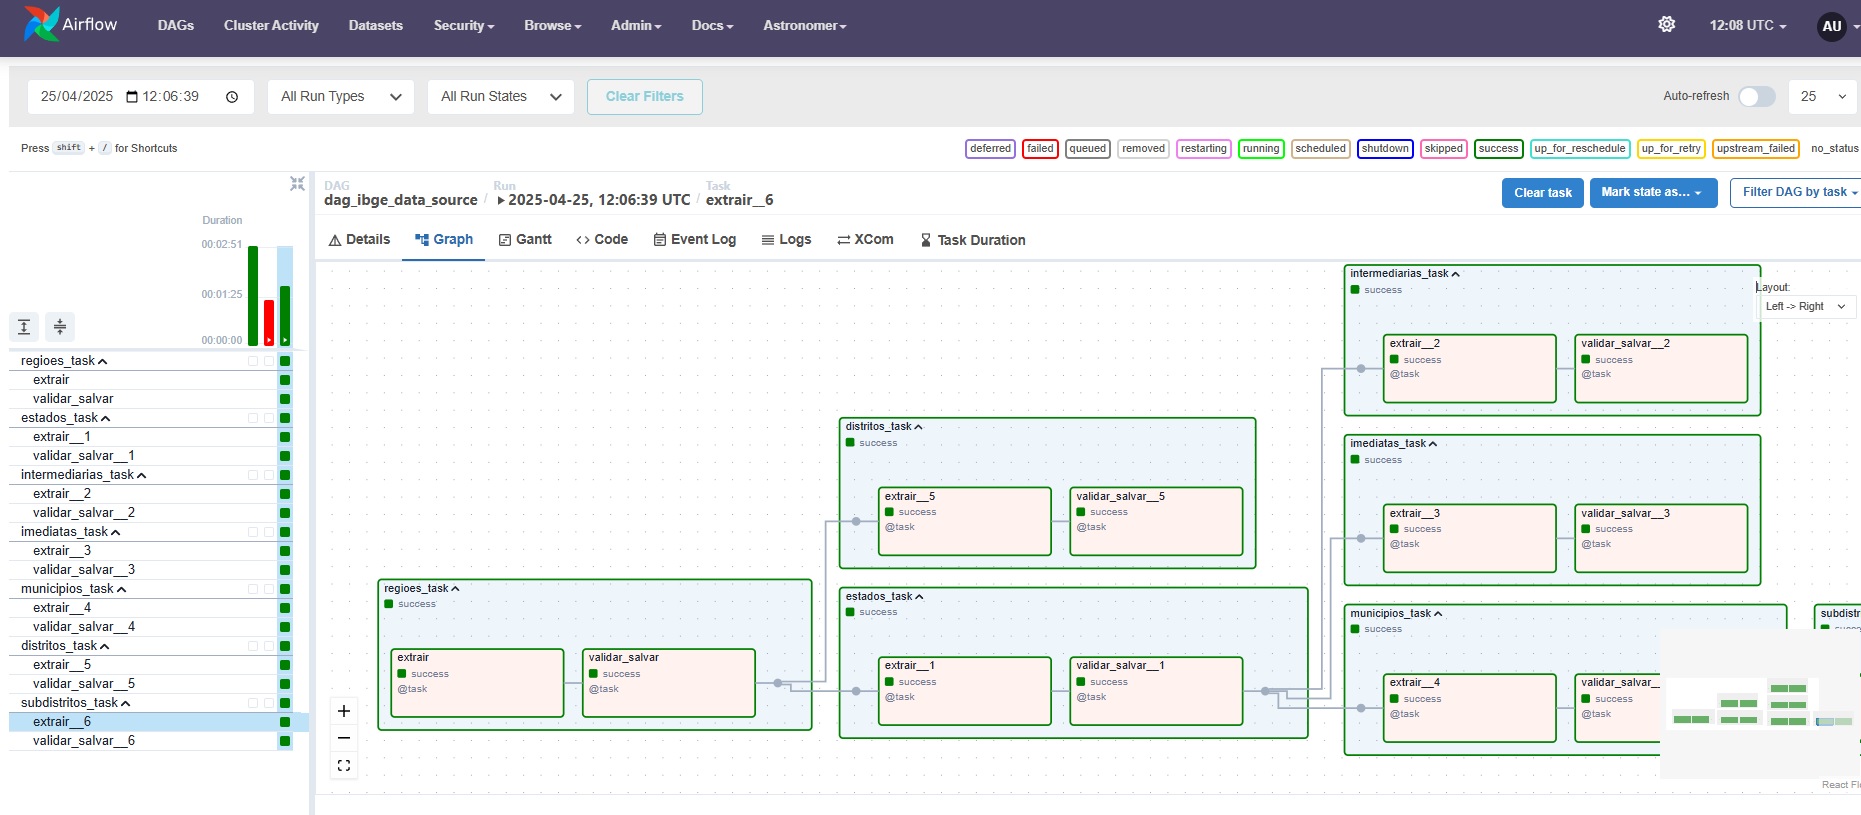 Airflow DAGs Cluster Activity Datasets Security Browse Admin Docs Astronomer 12:08 UTC AU
25/04/2025 12:06:39 All Run Types All Run States Clear Filters Auto-refresh 25
Press shift + / for Shortcuts deferred failed queued removed restarting running scheduled shutdown skipped success up_for_reschedule up_for_retry upstream_failed no_status
DAG Run Task
dag_ibge_data_source / 2025-04-25, 12:06:39 UTC / extrair__6
Clear task Mark state as... Filter DAG by task
Details Graph Gantt Code Event Log Logs XCom Task Duration
Duration
00:02:51
00:01:25
00:00:00
regioes_task
extrair
validar_salvar
estados_task
extrair__1
validar_salvar__1
intermediarias_task
extrair__2
validar_salvar__2
imediatas_task
extrair__3
validar_salvar__3
municipios_task
extrair__4
validar_salvar__4
distritos_task
extrair__5
validar_salvar__5
subdistritos_task
extrair__6
validar_salvar__6
Layout:
Left -> Right
intermediarias_task
success
extrair__2
success
@task
validar_salvar__2
success
@task
distritos_task
success
extrair__5
success
@task
validar_salvar__5
success
@task
imediatas_task
success
extrair__3
success
@task
validar_salvar__3
success
@task
regioes_task
success
extrair
success
@task
validar_salvar
success
@task
estados_task
success
extrair__1
success
@task
validar_salvar__1
success
@task
municipios_task
success
extrair__4
success
@task
validar_salvar__
success
@task
subdistr
React Fl